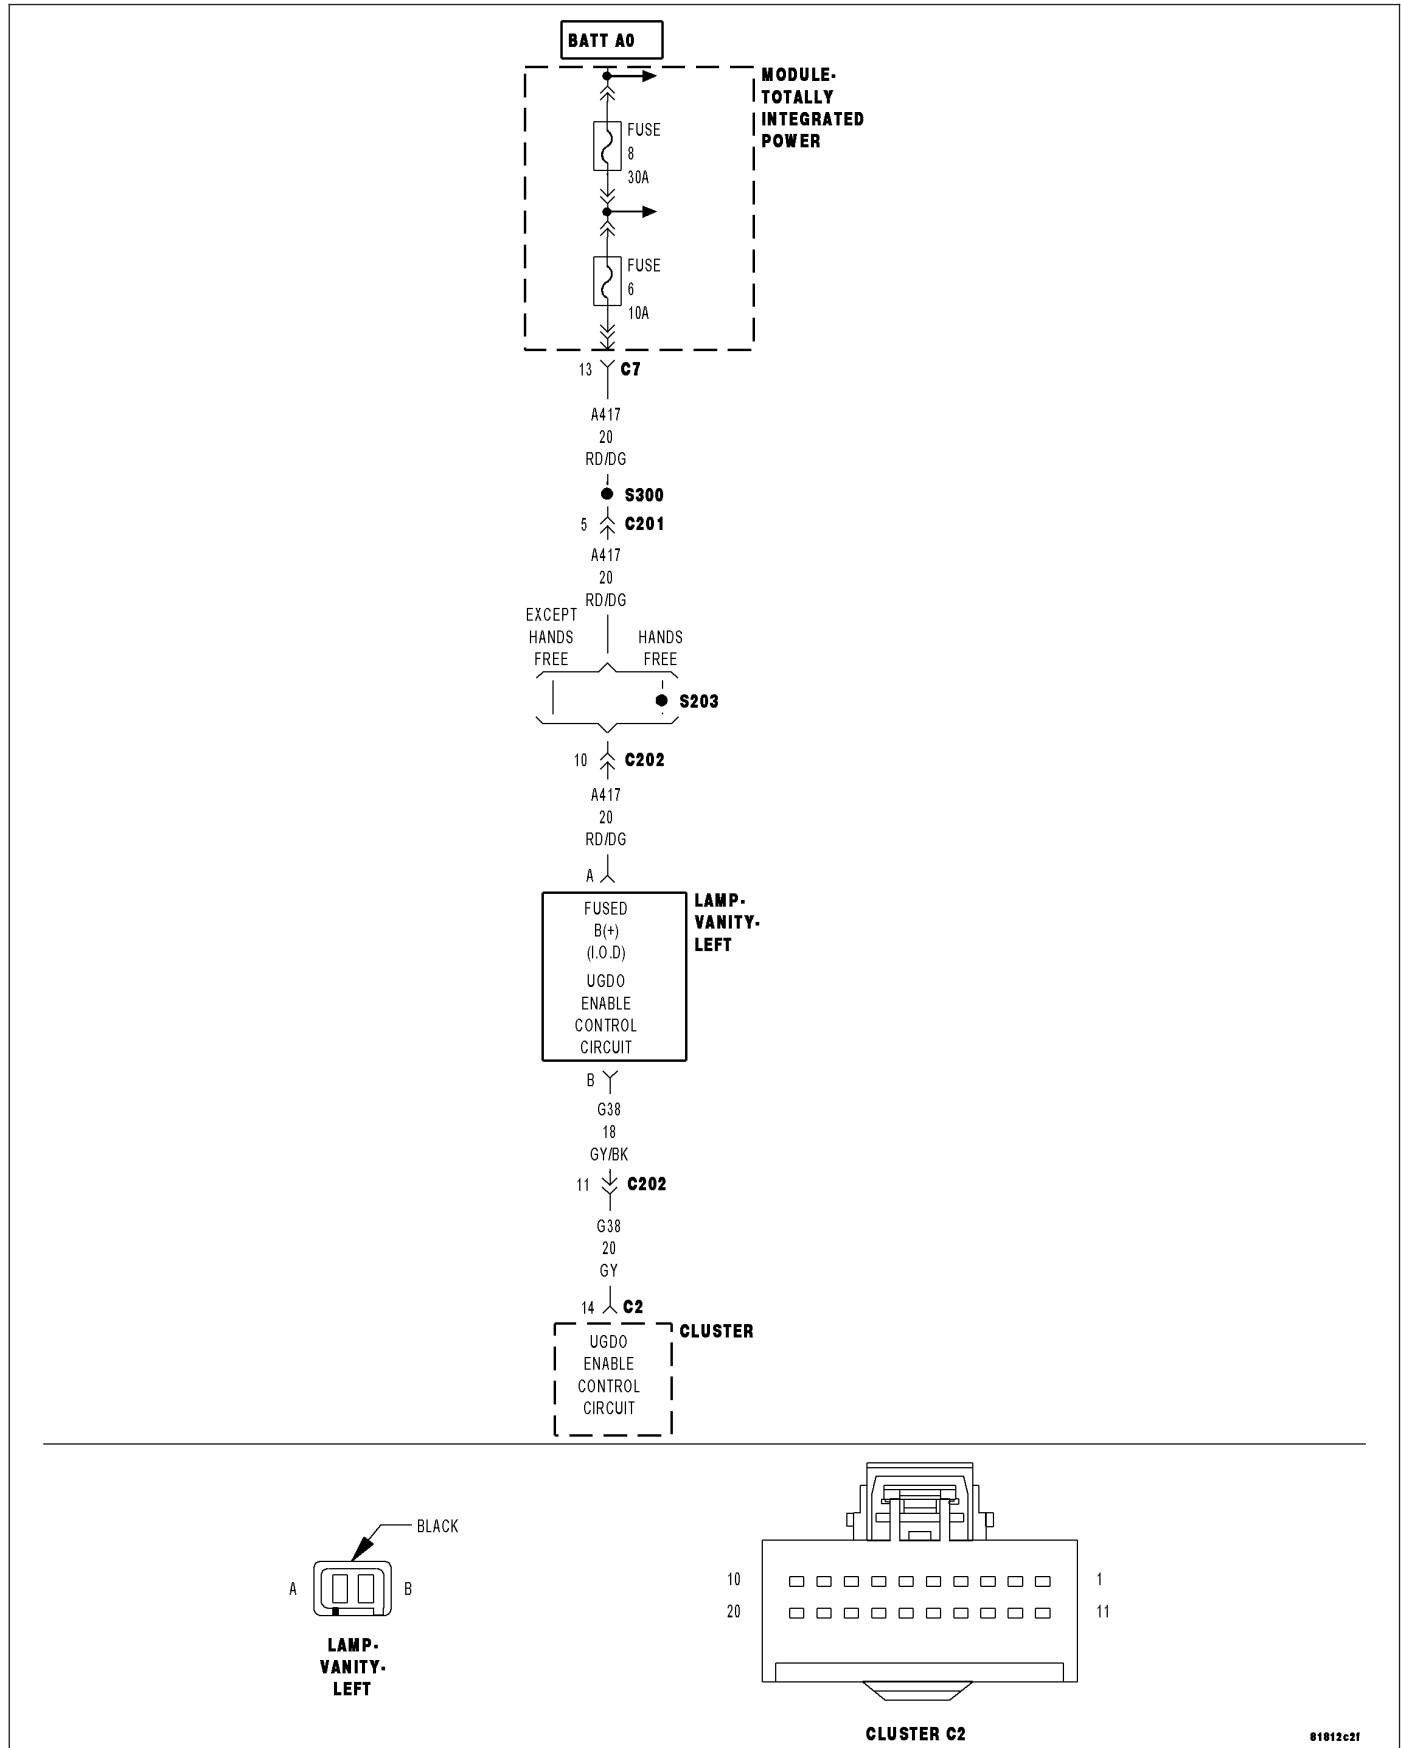 BATT A0
MODULE-
TOTALLY
INTEGRATED
POWER
FUSE
8
30A
FUSE
6
10A
13 C7
A417
20
RD/DG
S300
5 C201
A417
20
RD/DG
EXCEPT
HANDS
FREE
HANDS
FREE
S203
10 C202
A417
20
RD/DG
A
LAMP-
VANITY-
LEFT
FUSED
B(+)
(I.O.D)
UGDO
ENABLE
CONTROL
CIRCUIT
B
G38
18
GY/BK
11 C202
G38
20
GY
14 C2
CLUSTER
UGDO
ENABLE
CONTROL
CIRCUIT
BLACK
A B
LAMP-
VANITY-
LEFT
10 1
20 11
CLUSTER C2
81812c2f